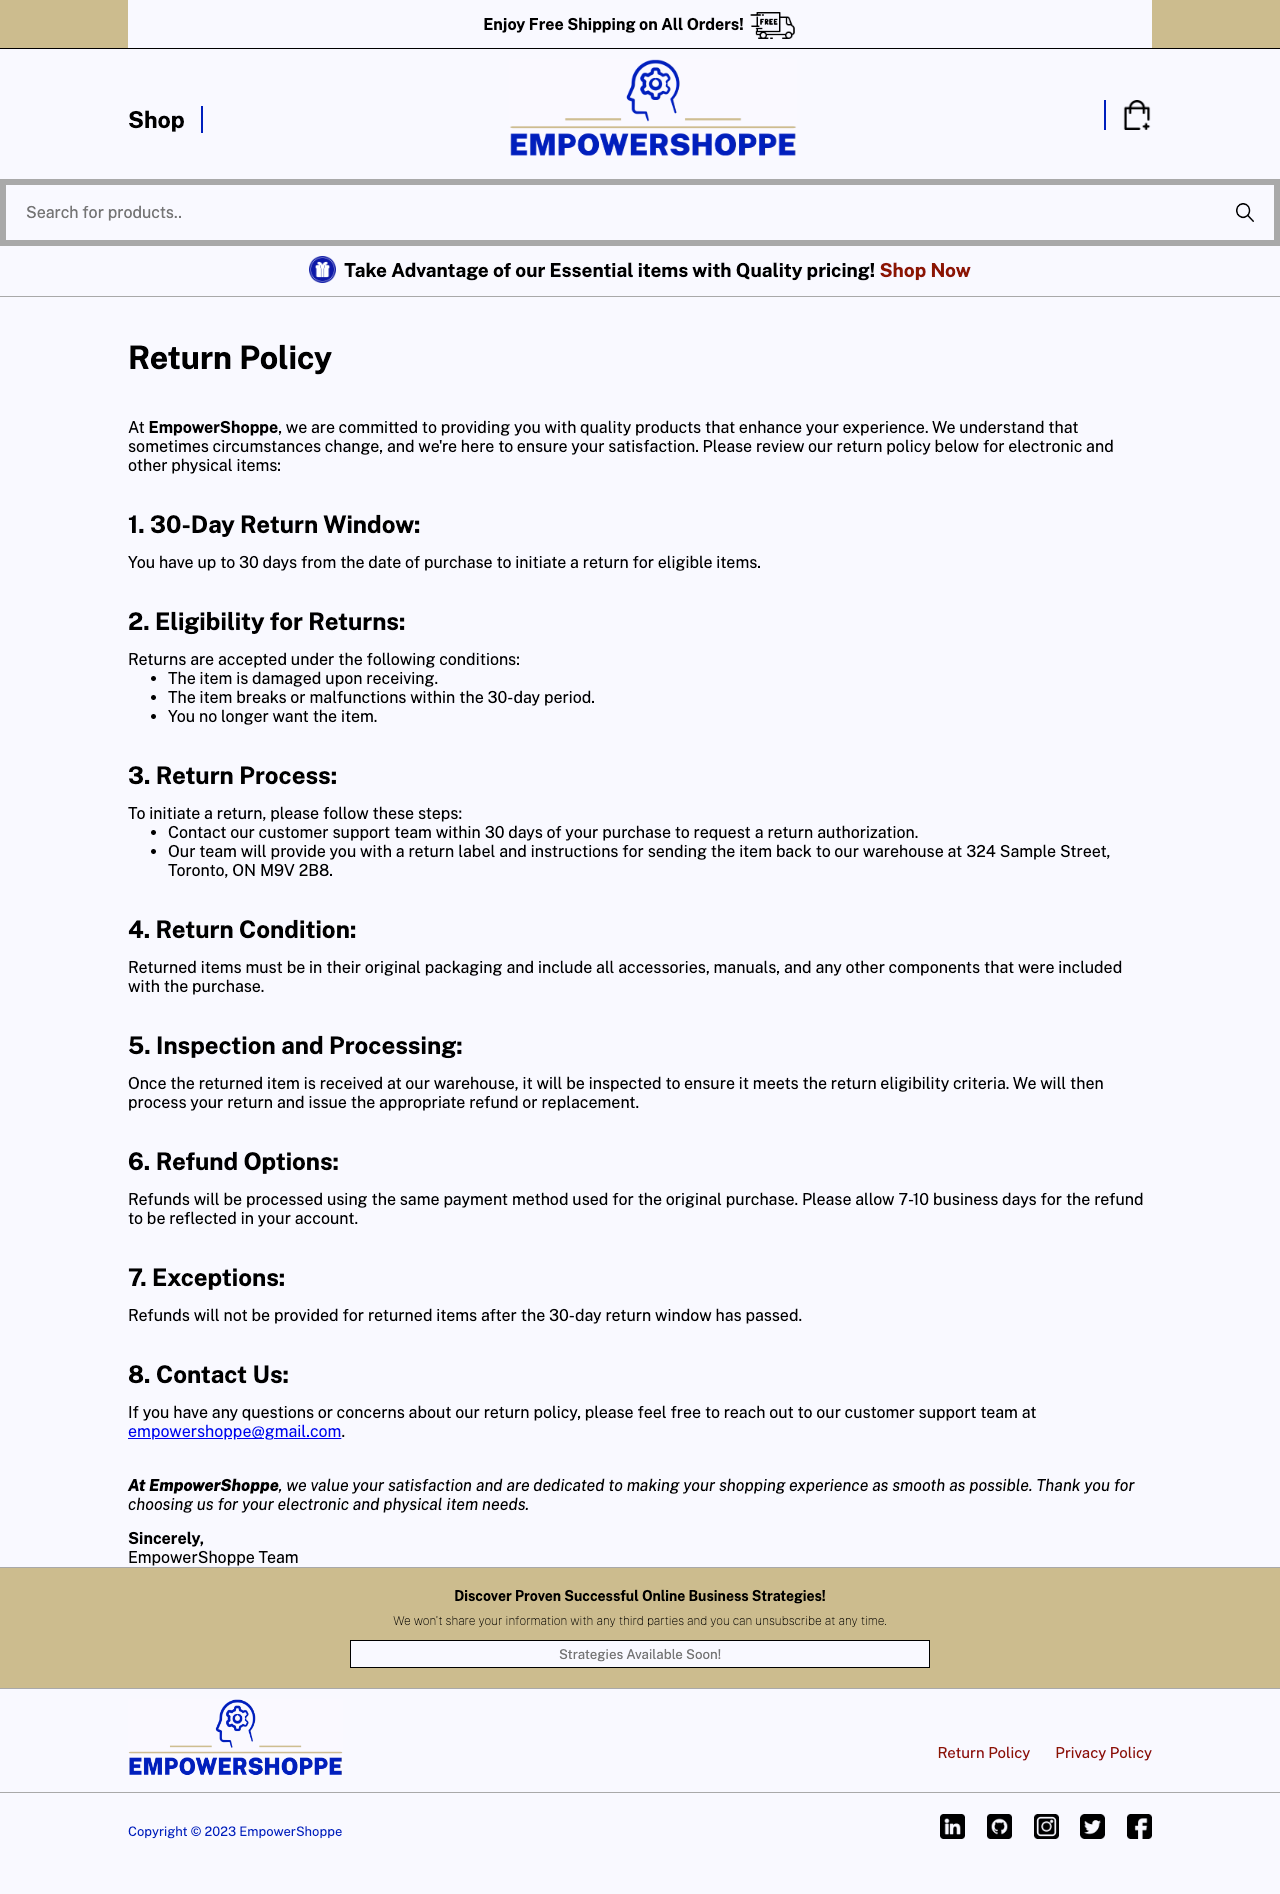 Enjoy Free Shipping on All Orders!
FREE
Shop
EMPOWERSHOPPE
Search for products..
Take Advantage of our Essential items with Quality pricing! Shop Now
Return Policy
At EmpowerShoppe, we are committed to providing you with quality products that enhance your experience. We understand that
sometimes circumstances change, and we're here to ensure your satisfaction. Please review our return policy below for electronic and
other physical items:
1. 30-Day Return Window:
You have up to 30 days from the date of purchase to initiate a return for eligible items.
2. Eligibility for Returns:
Returns are accepted under the following conditions:
• The item is damaged upon receiving.
• The item breaks or malfunctions within the 30-day period.
• You no longer want the item.
3. Return Process:
To initiate a return, please follow these steps:
• Contact our customer support team within 30 days of your purchase to request a return authorization.
• Our team will provide you with a return label and instructions for sending the item back to our warehouse at 324 Sample Street,
Toronto, ON M9V 2B8.
4. Return Condition:
Returned items must be in their original packaging and include all accessories, manuals, and any other components that were included
with the purchase.
5. Inspection and Processing:
Once the returned item is received at our warehouse, it will be inspected to ensure it meets the return eligibility criteria. We will then
process your return and issue the appropriate refund or replacement.
6. Refund Options:
Refunds will be processed using the same payment method used for the original purchase. Please allow 7-10 business days for the refund
to be reflected in your account.
7. Exceptions:
Refunds will not be provided for returned items after the 30-day return window has passed.
8. Contact Us:
If you have any questions or concerns about our return policy, please feel free to reach out to our customer support team at
empowershoppe@gmail.com.
At EmpowerShoppe, we value your satisfaction and are dedicated to making your shopping experience as smooth as possible. Thank you for
choosing us for your electronic and physical item needs.
Sincerely,
EmpowerShoppe Team
Discover Proven Successful Online Business Strategies!
We won't share your information with any third parties and you can unsubscribe at any time.
Strategies Available Soon!
EMPOWERSHOPPE
Return Policy Privacy Policy
Copyright © 2023 EmpowerShoppe